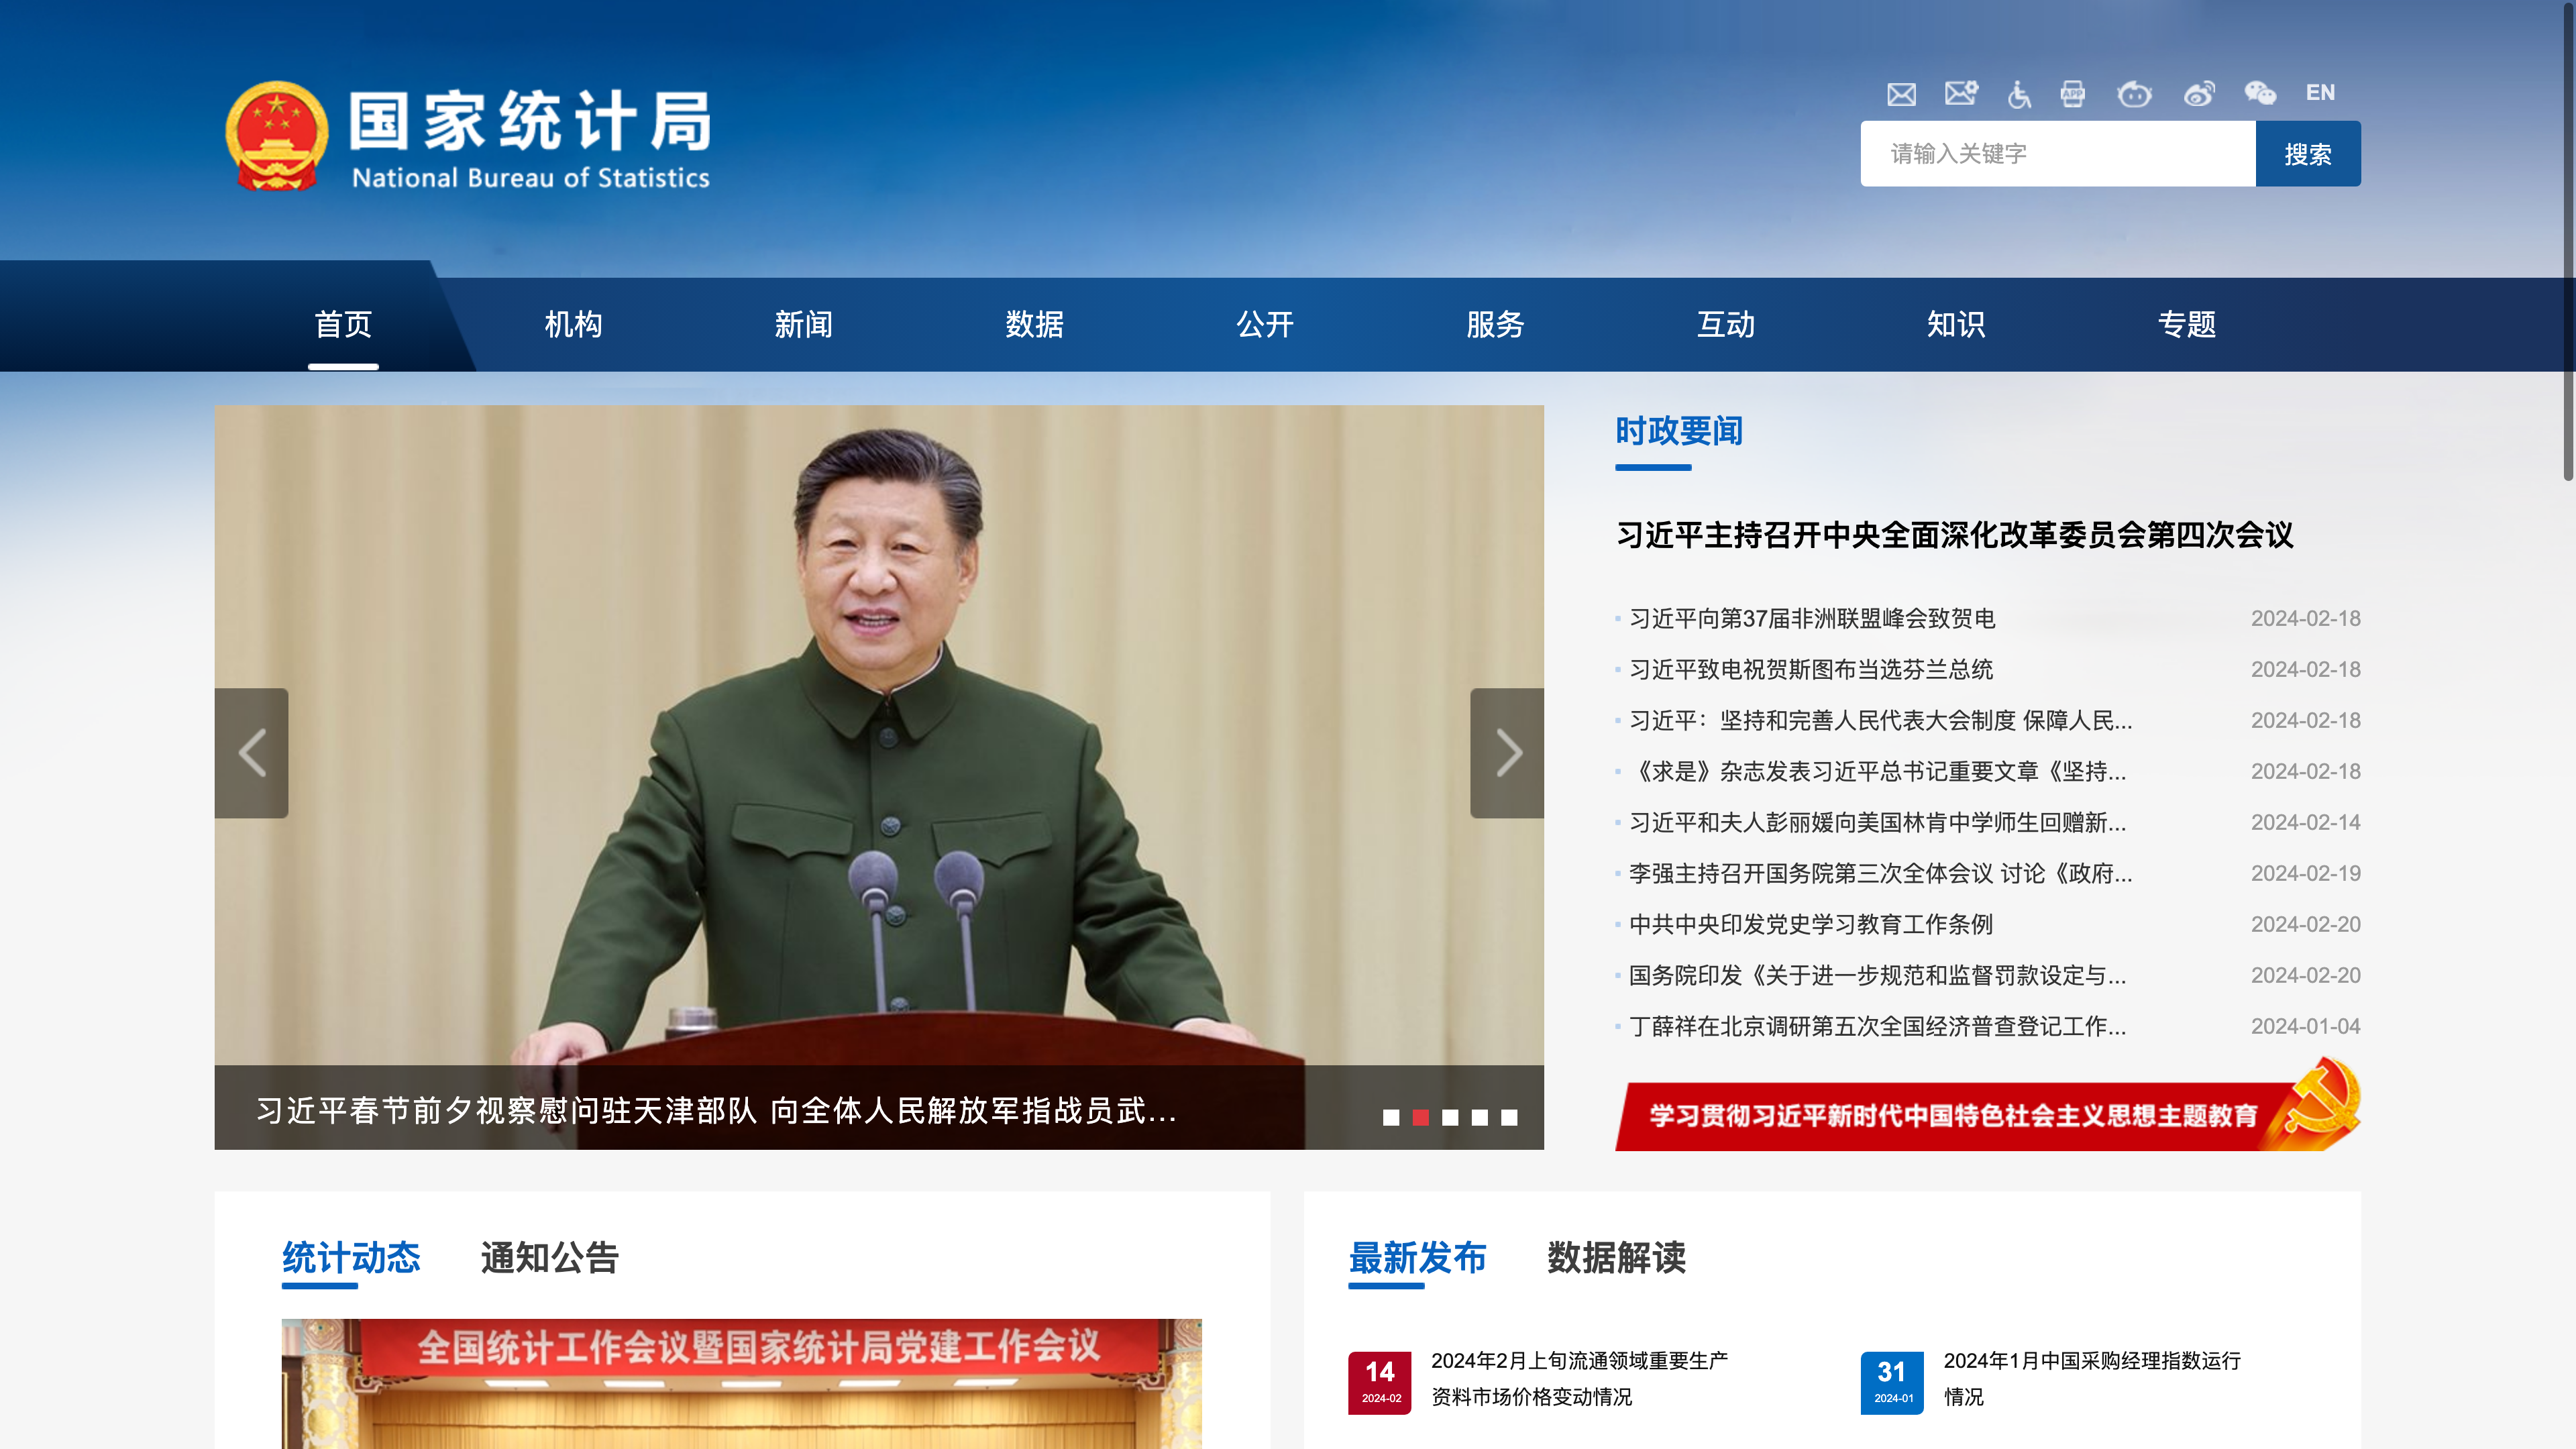 国家统计局
National Bureau of Statistics
APP
EN
请输入关键字
搜索
首页
机构
新闻
数据
公开
服务
互动
知识
专题
时政要闻
习近平主持召开中央全面深化改革委员会第四次会议
习近平向第37届非洲联盟峰会致贺电 2024-02-18
习近平致电祝贺斯图布当选芬兰总统 2024-02-18
习近平：坚持和完善人民代表大会制度 保障人民... 2024-02-18
《求是》杂志发表习近平总书记重要文章《坚持... 2024-02-18
习近平和夫人彭丽媛向美国林肯中学师生回赠新... 2024-02-14
李强主持召开国务院第三次全体会议 讨论《政府... 2024-02-19
中共中央印发党史学习教育工作条例 2024-02-20
国务院印发《关于进一步规范和监督罚款设定与... 2024-02-20
丁薛祥在北京调研第五次全国经济普查登记工作... 2024-01-04
习近平春节前夕视察慰问驻天津部队 向全体人民解放军指战员武...
学习贯彻习近平新时代中国特色社会主义思想主题教育
统计动态
通知公告
全国统计工作会议暨国家统计局党建工作会议
最新发布
数据解读
14
2024-02
2024年2月上旬流通领域重要生产
资料市场价格变动情况
31
2024-01
2024年1月中国采购经理指数运行
情况